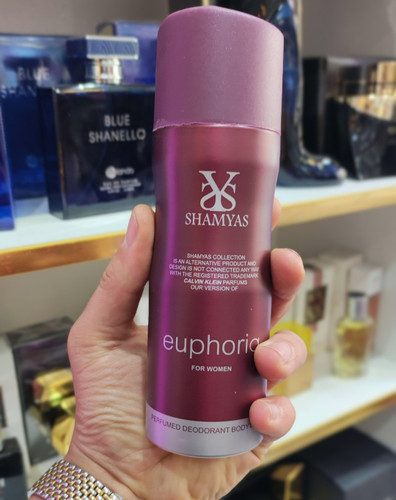 BLUE
BLUE
SHANELLO
SHAMYAS
SHAMYAS COLLECTION
IS AN ALTERNATIVE PRODUCT AND
DESIGN IS NOT CONNECTED ANY WAY
WITH THE REGISTERED TRADEMARK
CALVIN KLEIN PARFUMS
OUR VERSION OF
euphoria
FOR WOMEN
PERFUMED DEODORANT BODY